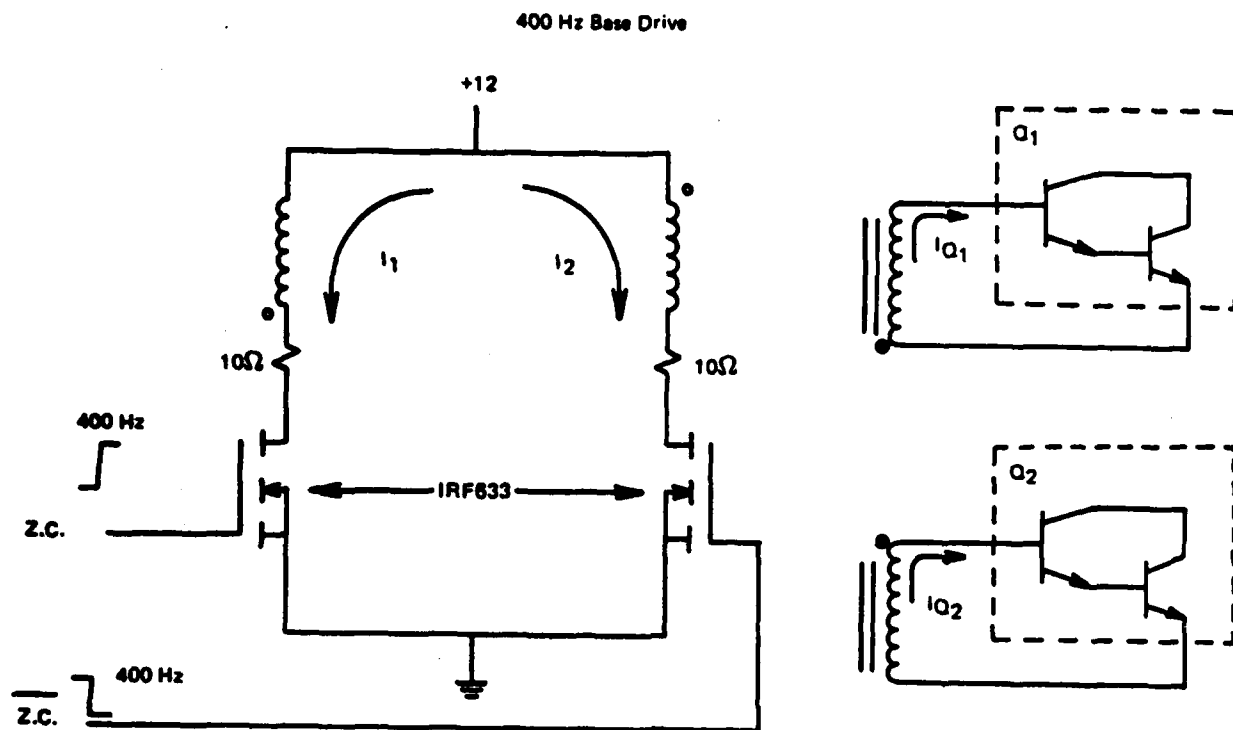 400 Hz Base Drive
+12
I1
I2
10Ω
10Ω
400 Hz
IRF633
Z.C.
400 Hz
Z.C.
Q1
IQ1
Q2
IQ2